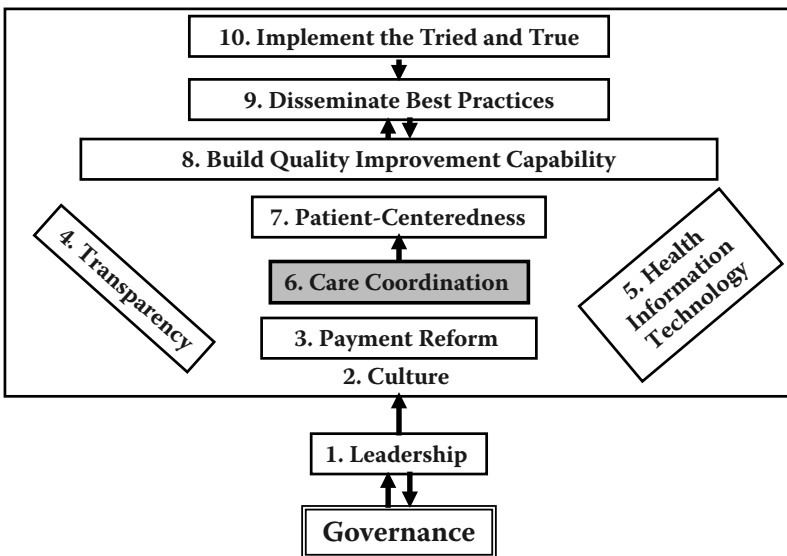 10. Implement the Tried and True
9. Disseminate Best Practices
8. Build Quality Improvement Capability
7. Patient-Centeredness
4. Transparency
5. Health
Information
Technology
6. Care Coordination
3. Payment Reform
2. Culture
1. Leadership
Governance